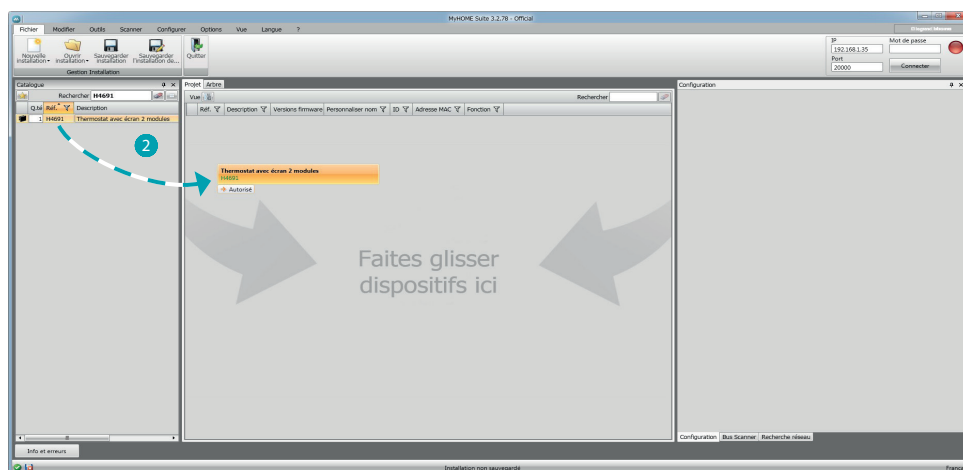 MyHOME Suite 3.2.78 - Official
Fichier Modifier Outils Scanner Configurer Options Vue Langue ?
Nouvelle installation
Ouvrir installation
Sauvegarder installation
Sauvegarder l'installation de...
Quitter
Gestion Installation
IP
192.168.1.35
Mot de passe
Port
20000
Connecter
Catalogue
Rechercher H4691
Q.té Réf. Description
1 H4691 Thermostat avec écran 2 modules
2
Projet Arbre
Vue
Rechercher
Réf. Description Versions firmware Personnaliser nom ID Adresse MAC Fonction
Thermostat avec écran 2 modules
H4691
Autorisé
Faites glisser
dispositifs ici
Configuration
Configuration Bus Scanner Recherche réseau
Info et erreurs
Installation non sauvegardé
France